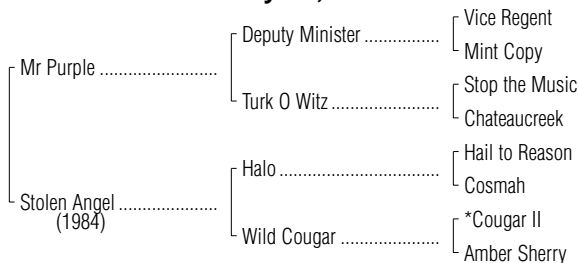 Vice Regent
Deputy Minister ..................
Mint Copy
Mr Purple ............................
Stop the Music
Turk O Witz ..........................
Chateaucreek
Hail to Reason
Halo ......................................
Cosmah
Stolen Angel .......................
(1984)
*Cougar II
Wild Cougar ........................
Amber Sherry